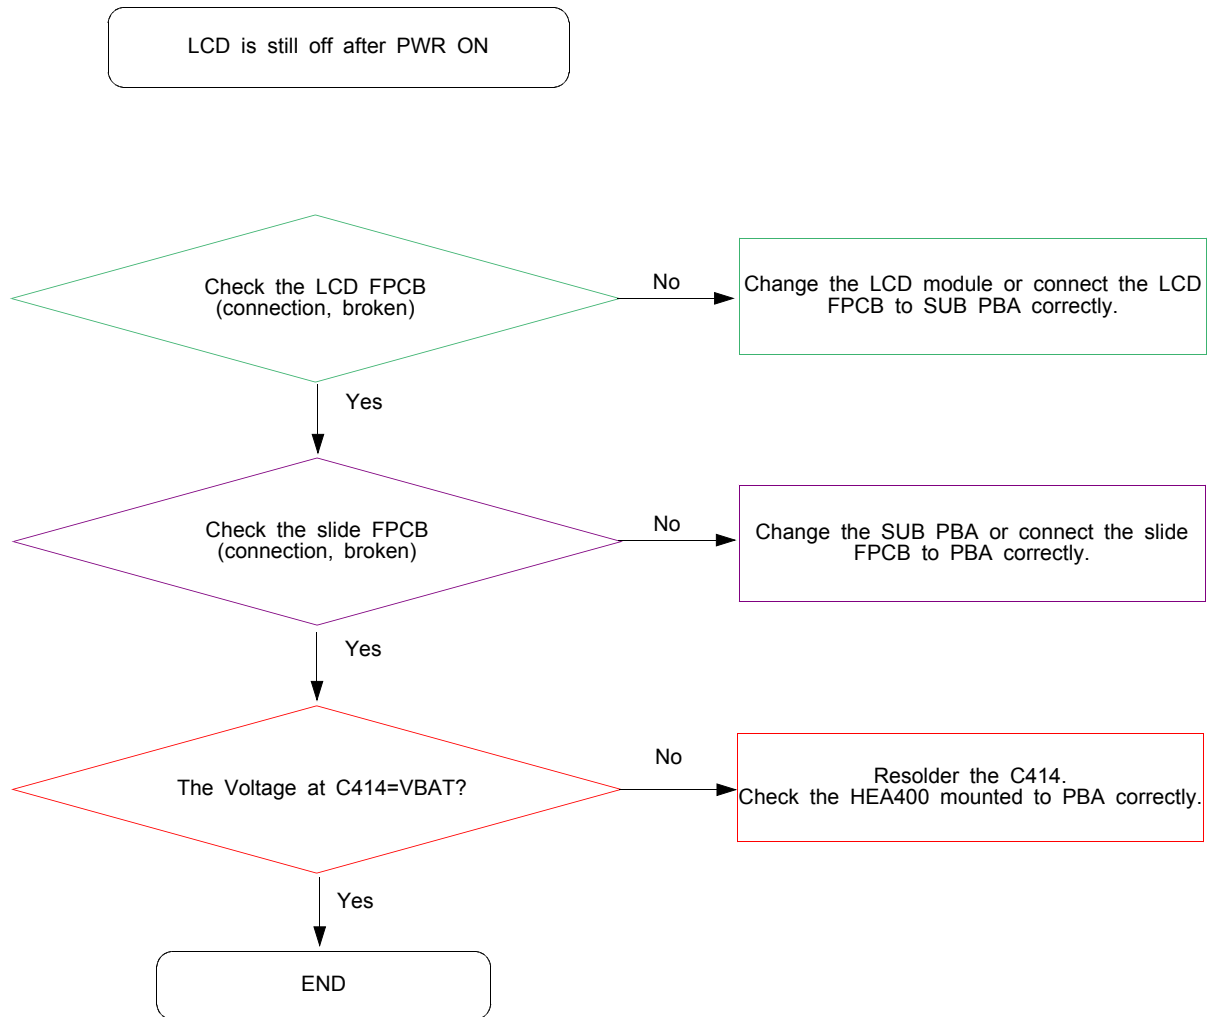 LCD is still off after PWR ON
Check the LCD FPCB
(connection, broken)
No
Change the LCD module or connect the LCD
FPCB to SUB PBA correctly.
Yes
Check the slide FPCB
(connection, broken)
No
Change the SUB PBA or connect the slide
FPCB to PBA correctly.
Yes
The Voltage at C414=VBAT?
No
Resolder the C414.
Check the HEA400 mounted to PBA correctly.
Yes
END